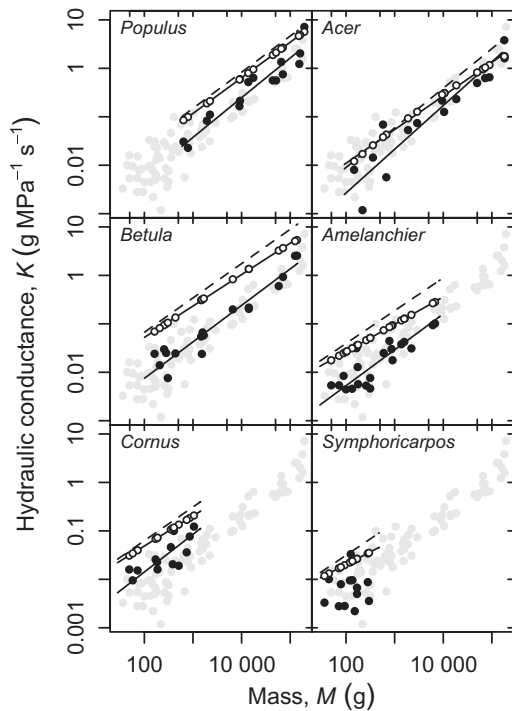 Populus
Acer
10
1
0.01
Betula
Amelanchier
10
1
0.01
Cornus
Symphoricarpos
10
1
0.1
0.01
0.001
100
10 000
100
10 000
Mass, M (g)
Hydraulic conductance, K (g MPa⁻¹ s⁻¹)